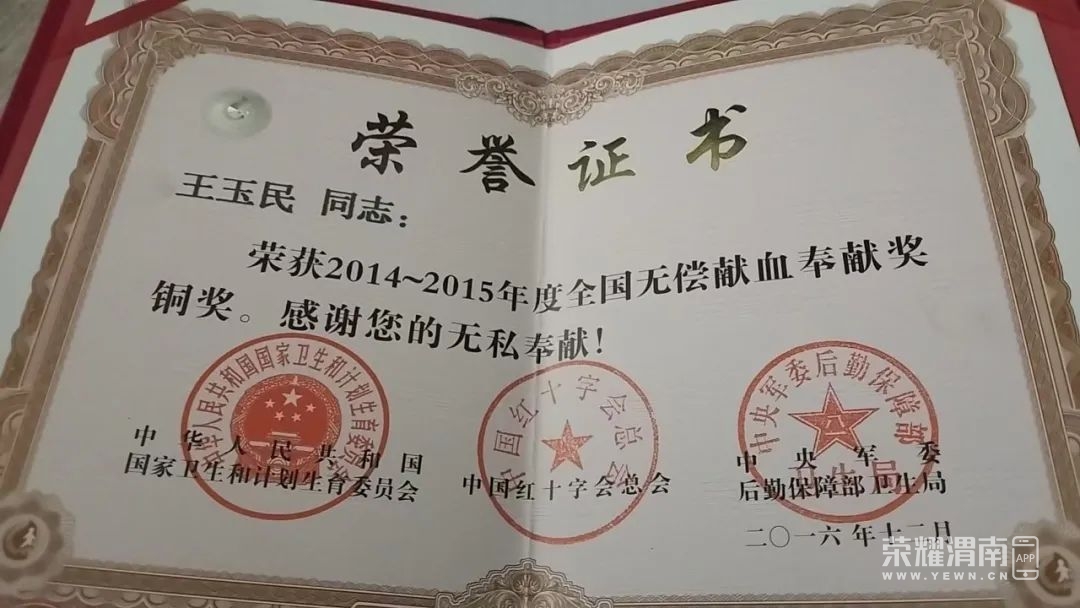 荣誉证书
王玉民 同志：
荣获2014~2015年度全国无偿献血奉献奖
铜奖。感谢您的无私奉献！
中华人民共和国国家卫生和计划生育委员会
中国红十字会总会
中央军委后勤保障部
卫生局
中华人民共和国
国家卫生和计划生育委员会
中国红十字会总会
中央军委
后勤保障部卫生局
二〇一六年十二月
荣耀渭南
APP
WWW.YEWN.CN